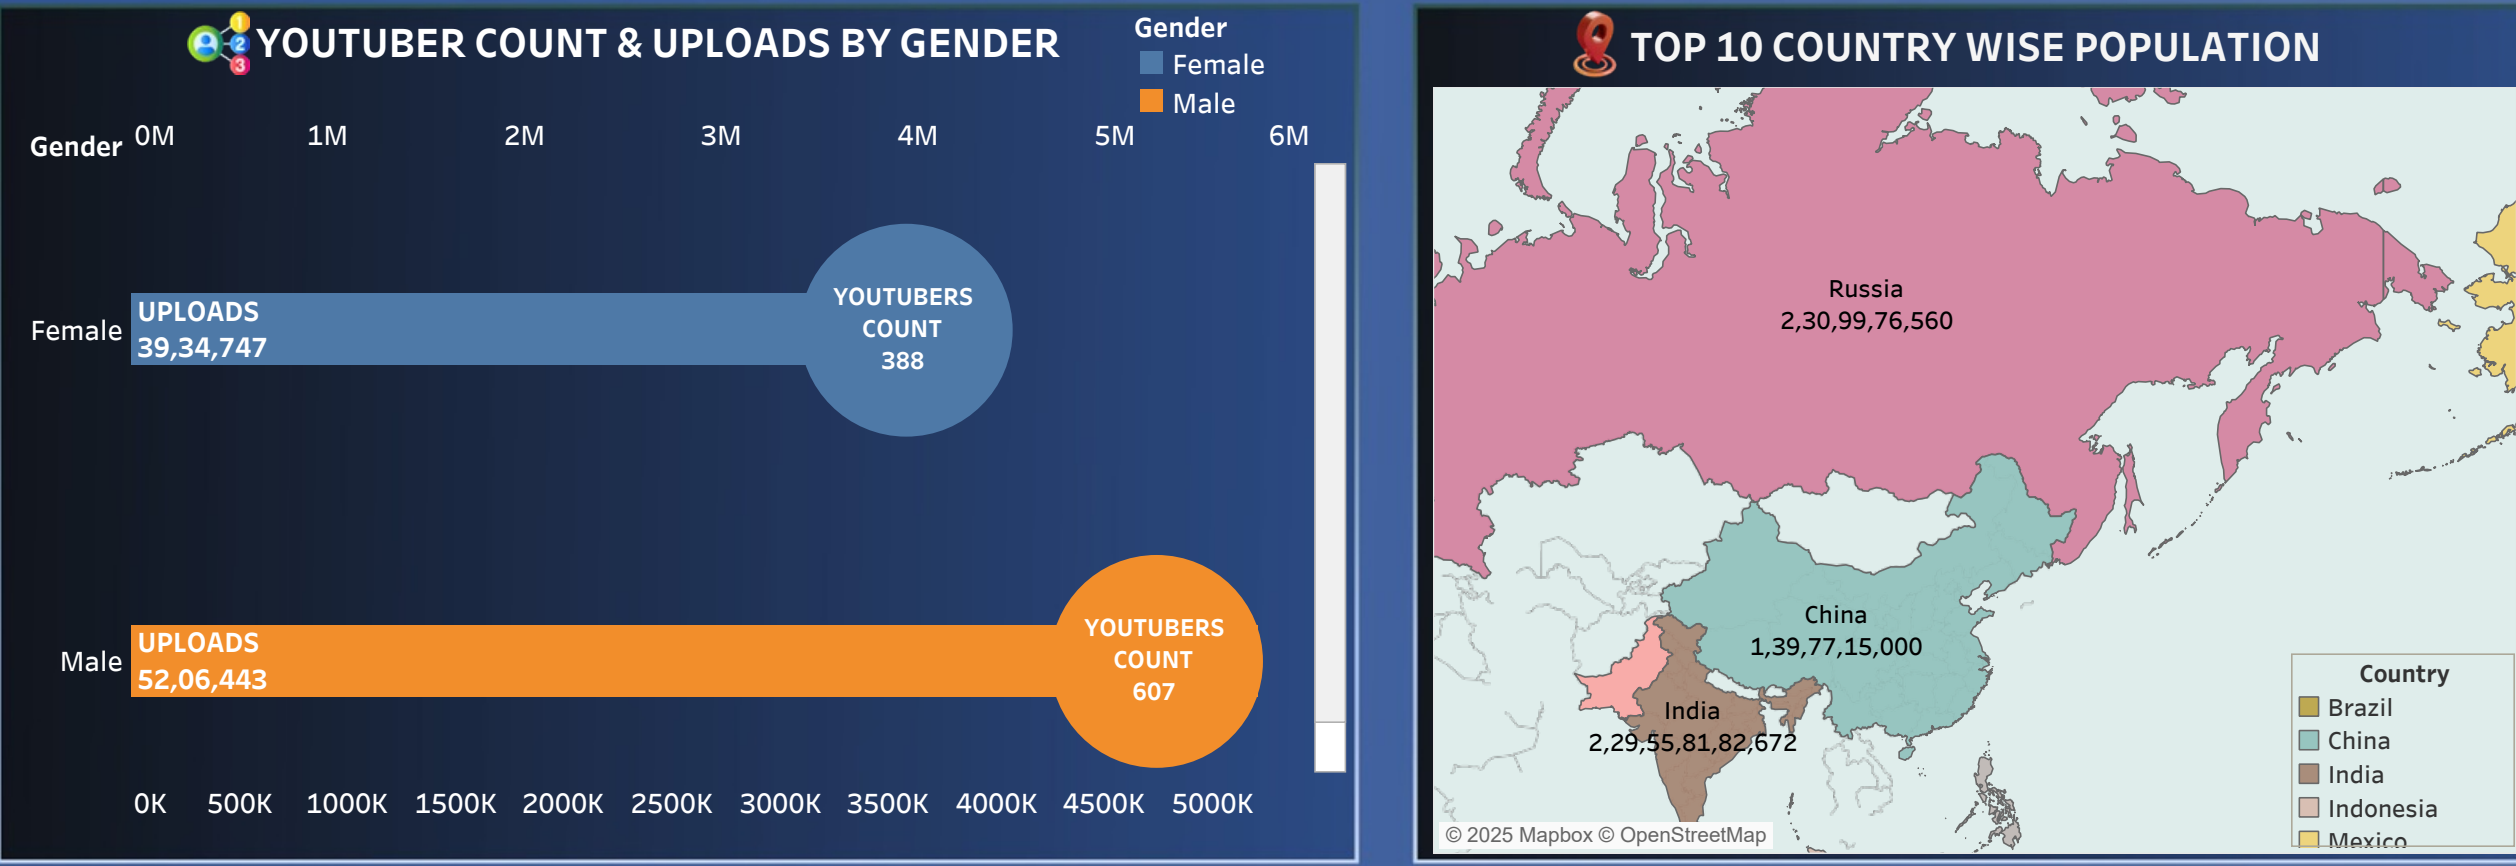 YOUTUBER COUNT & UPLOADS BY GENDER
1
2
3
Gender
Female
Male
Gender
0M 1M 2M 3M 4M 5M 6M
Female
UPLOADS
39,34,747
YOUTUBERS
COUNT
388
Male
UPLOADS
52,06,443
YOUTUBERS
COUNT
607
0K 500K 1000K 1500K 2000K 2500K 3000K 3500K 4000K 4500K 5000K
TOP 10 COUNTRY WISE POPULATION
Russia
2,30,99,76,560
China
1,39,77,15,000
India
2,29,55,81,82,672
Country
Brazil
China
India
Indonesia
Mexico
© 2025 Mapbox © OpenStreetMap